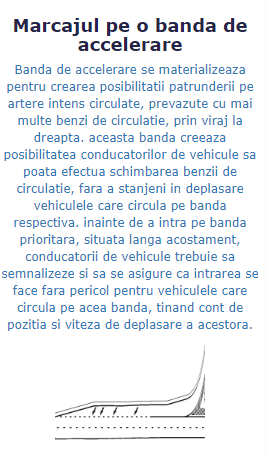 Marcajul pe o banda de
accelerare
Banda de accelerare se materializeaza
pentru crearea posibilitatii patrunderii pe
artere intens circulate, prevazute cu mai
multe benzi de circulatie, prin viraj la
dreapta. aceasta banda creeaza
posibilitatea conducatorilor de vehicule sa
poata efectua schimbarea benzii de
circulatie, fara a stanjeni in deplasare
vehiculele care circula pe banda
respectiva. inainte de a intra pe banda
prioritara, situata langa acostament,
conducatorii de vehicule trebuie sa
semnalizeze si sa se asigure ca intrarea se
face fara pericol pentru vehiculele care
circula pe acea banda, tinand cont de
pozitia si viteza de deplasare a acestora.